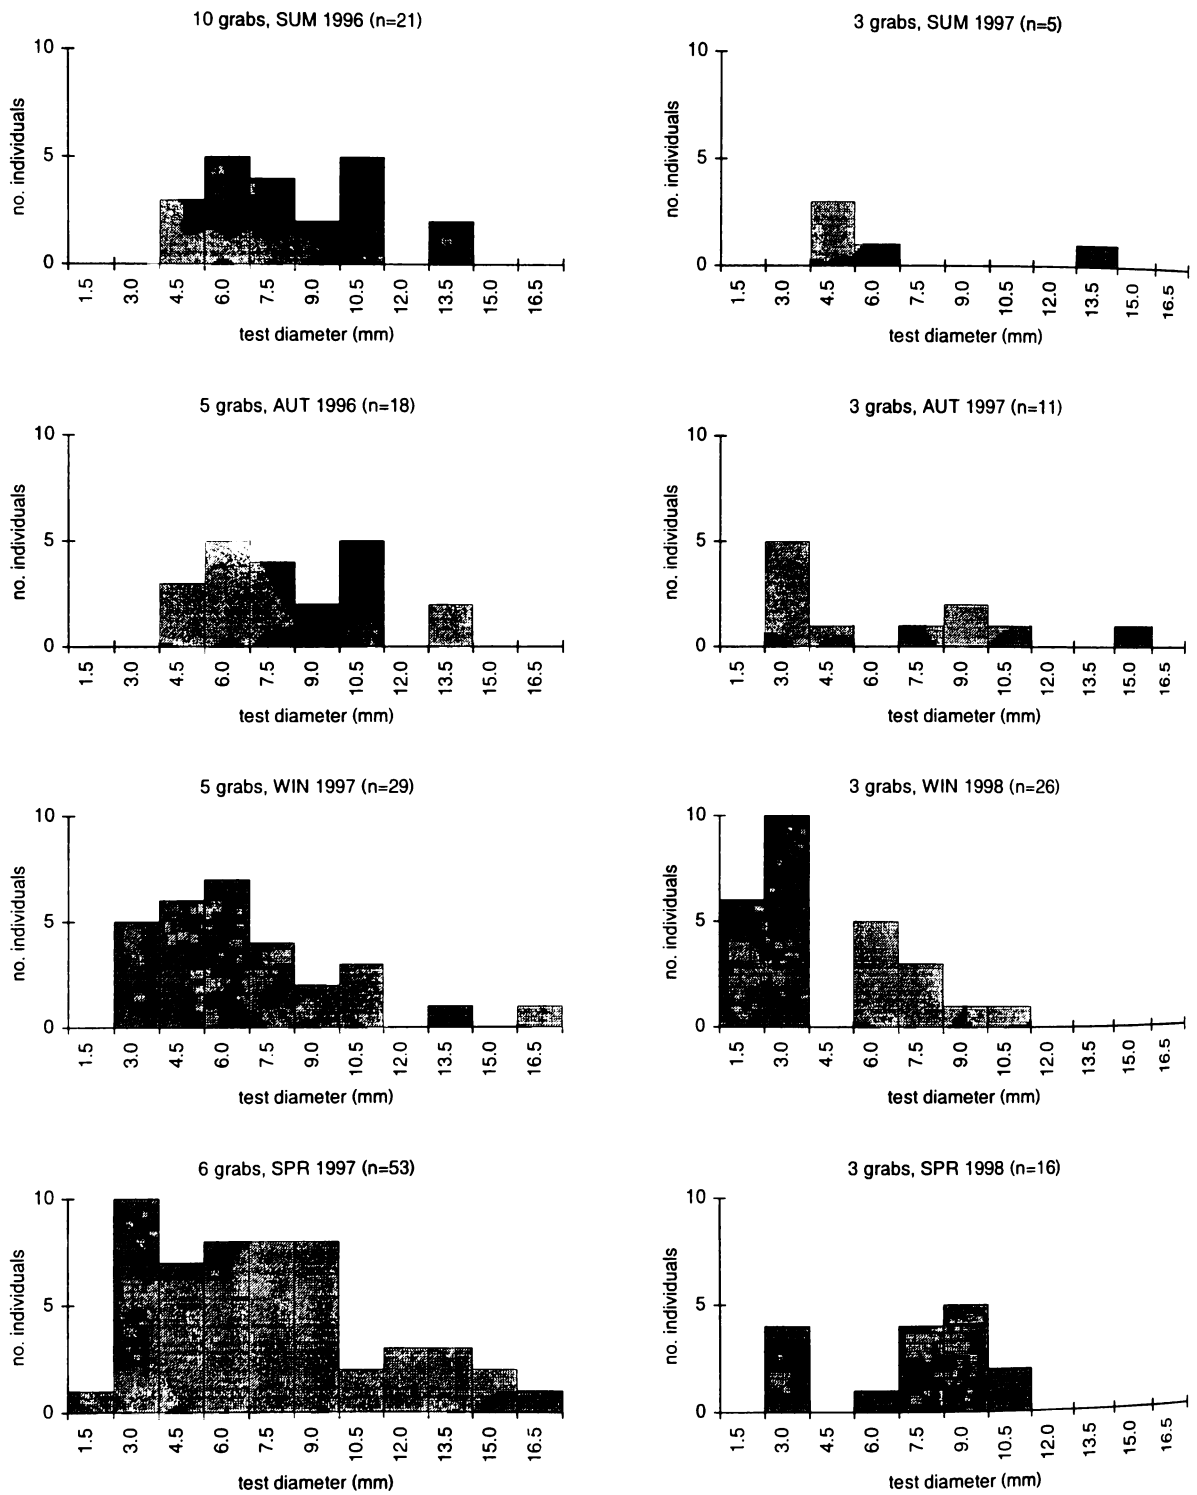 10 grabs, SUM 1996 (n=21)
10
5
0
no. individuals
1.5 3.0 4.5 6.0 7.5 9.0 10.5 12.0 13.5 15.0 16.5
test diameter (mm)
3 grabs, SUM 1997 (n=5)
10
5
0
no. individuals
1.5 3.0 4.5 6.0 7.5 9.0 10.5 12.0 13.5 15.0 16.5
test diameter (mm)
5 grabs, AUT 1996 (n=18)
10
5
0
no. individuals
1.5 3.0 4.5 6.0 7.5 9.0 10.5 12.0 13.5 15.0 16.5
test diameter (mm)
3 grabs, AUT 1997 (n=11)
10
5
0
no. individuals
1.5 3.0 4.5 6.0 7.5 9.0 10.5 12.0 13.5 15.0 16.5
test diameter (mm)
5 grabs, WIN 1997 (n=29)
10
5
0
no. individuals
1.5 3.0 4.5 6.0 7.5 9.0 10.5 12.0 13.5 15.0 16.5
test diameter (mm)
3 grabs, WIN 1998 (n=26)
10
5
0
no. individuals
1.5 3.0 4.5 6.0 7.5 9.0 10.5 12.0 13.5 15.0 16.5
test diameter (mm)
6 grabs, SPR 1997 (n=53)
10
5
0
no. individuals
1.5 3.0 4.5 6.0 7.5 9.0 10.5 12.0 13.5 15.0 16.5
test diameter (mm)
3 grabs, SPR 1998 (n=16)
10
5
0
no. individuals
1.5 3.0 4.5 6.0 7.5 9.0 10.5 12.0 13.5 15.0 16.5
test diameter (mm)